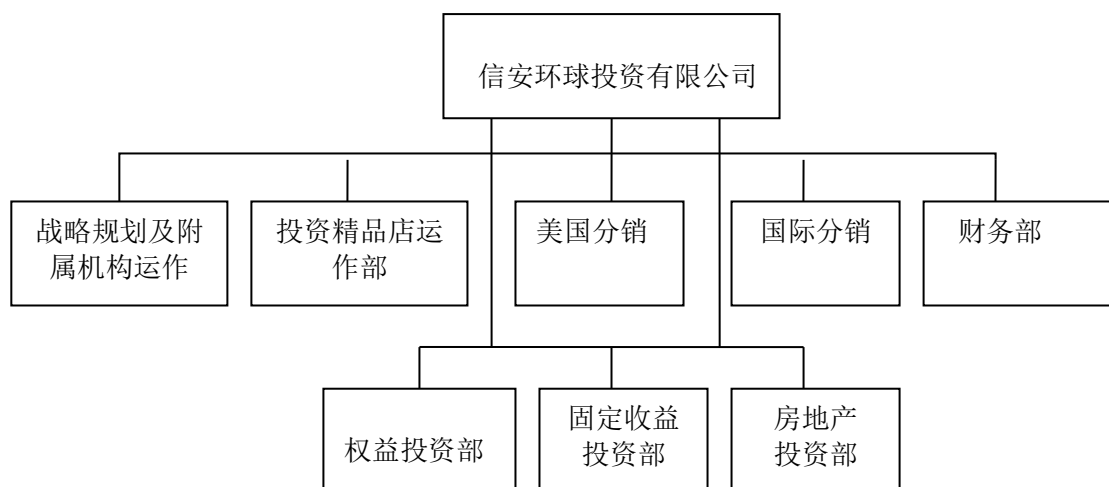 信安环球投资有限公司
战略规划及附
属机构运作
投资精品店运
作部
美国分销
国际分销
财务部
权益投资部
固定收益
投资部
房地产
投资部